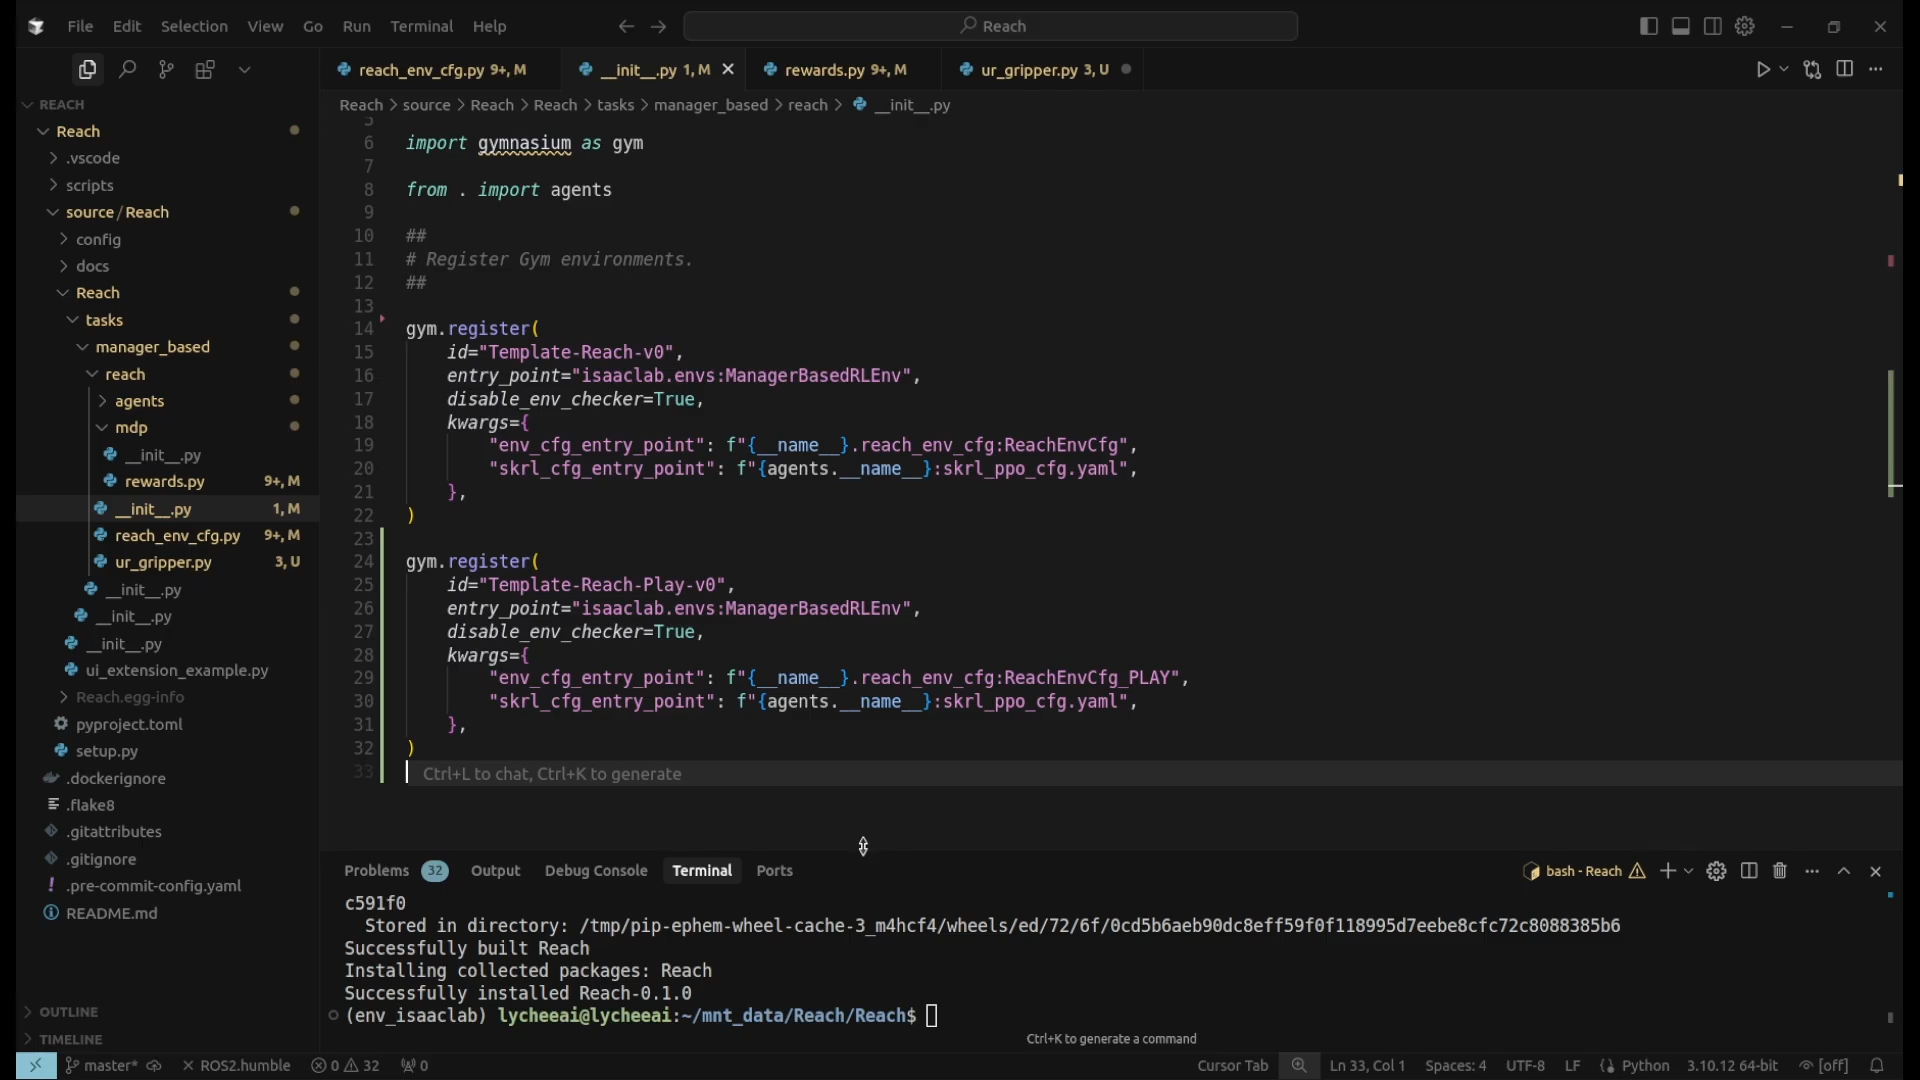 File Edit Selection View Go Run Terminal Help
Reach
reach_env_cfg.py 9+, M
__init__.py 1, M
rewards.py 9+, M
ur_gripper.py 3, U
Reach > source > Reach > Reach > tasks > manager_based > reach > __init__.py
REACH
Reach
.vscode
scripts
source/Reach
config
docs
Reach
tasks
manager_based
reach
agents
mdp
__init__.py
rewards.py 9+, M
__init__.py 1, M
reach_env_cfg.py 9+, M
ur_gripper.py 3, U
__init__.py
__init__.py
__init__.py
ui_extension_example.py
Reach.egg-info
pyproject.toml
setup.py
.dockerignore
.flake8
.gitattributes
.gitignore
.pre-commit-config.yaml
README.md
OUTLINE
TIMELINE
5
6 import gymnasium as gym
7
8 from . import agents
9
10 ##
11 # Register Gym environments.
12 ##
13
14 gym.register(
15 id="Template-Reach-v0",
16 entry_point="isaaclab.envs:ManagerBasedRLEnv",
17 disable_env_checker=True,
18 kwargs={
19 "env_cfg_entry_point": f"{__name__}.reach_env_cfg:ReachEnvCfg",
20 "skrl_cfg_entry_point": f"{agents.__name__}:skrl_ppo_cfg.yaml",
21 },
22 )
23
24 gym.register(
25 id="Template-Reach-Play-v0",
26 entry_point="isaaclab.envs:ManagerBasedRLEnv",
27 disable_env_checker=True,
28 kwargs={
29 "env_cfg_entry_point": f"{__name__}.reach_env_cfg:ReachEnvCfg_PLAY",
30 "skrl_cfg_entry_point": f"{agents.__name__}:skrl_ppo_cfg.yaml",
31 },
32 )
33 Ctrl+L to chat, Ctrl+K to generate
Problems 32 Output Debug Console Terminal Ports
bash - Reach
c591f0
Stored in directory: /tmp/pip-ephem-wheel-cache-3_m4hcf4/wheels/ed/72/6f/0cd5b6aeb90dc8eff59f0f118995d7eebe8cfc72c8088385b6
Successfully built Reach
Installing collected packages: Reach
Successfully installed Reach-0.1.0
(env_isaaclab) lycheeai@lycheeai:~/mnt_data/Reach/Reach$
Ctrl+K to generate a command
master* ROS2.humble 0 32 0
Cursor Tab Ln 33, Col 1 Spaces: 4 UTF-8 LF Python 3.10.12 64-bit [off]